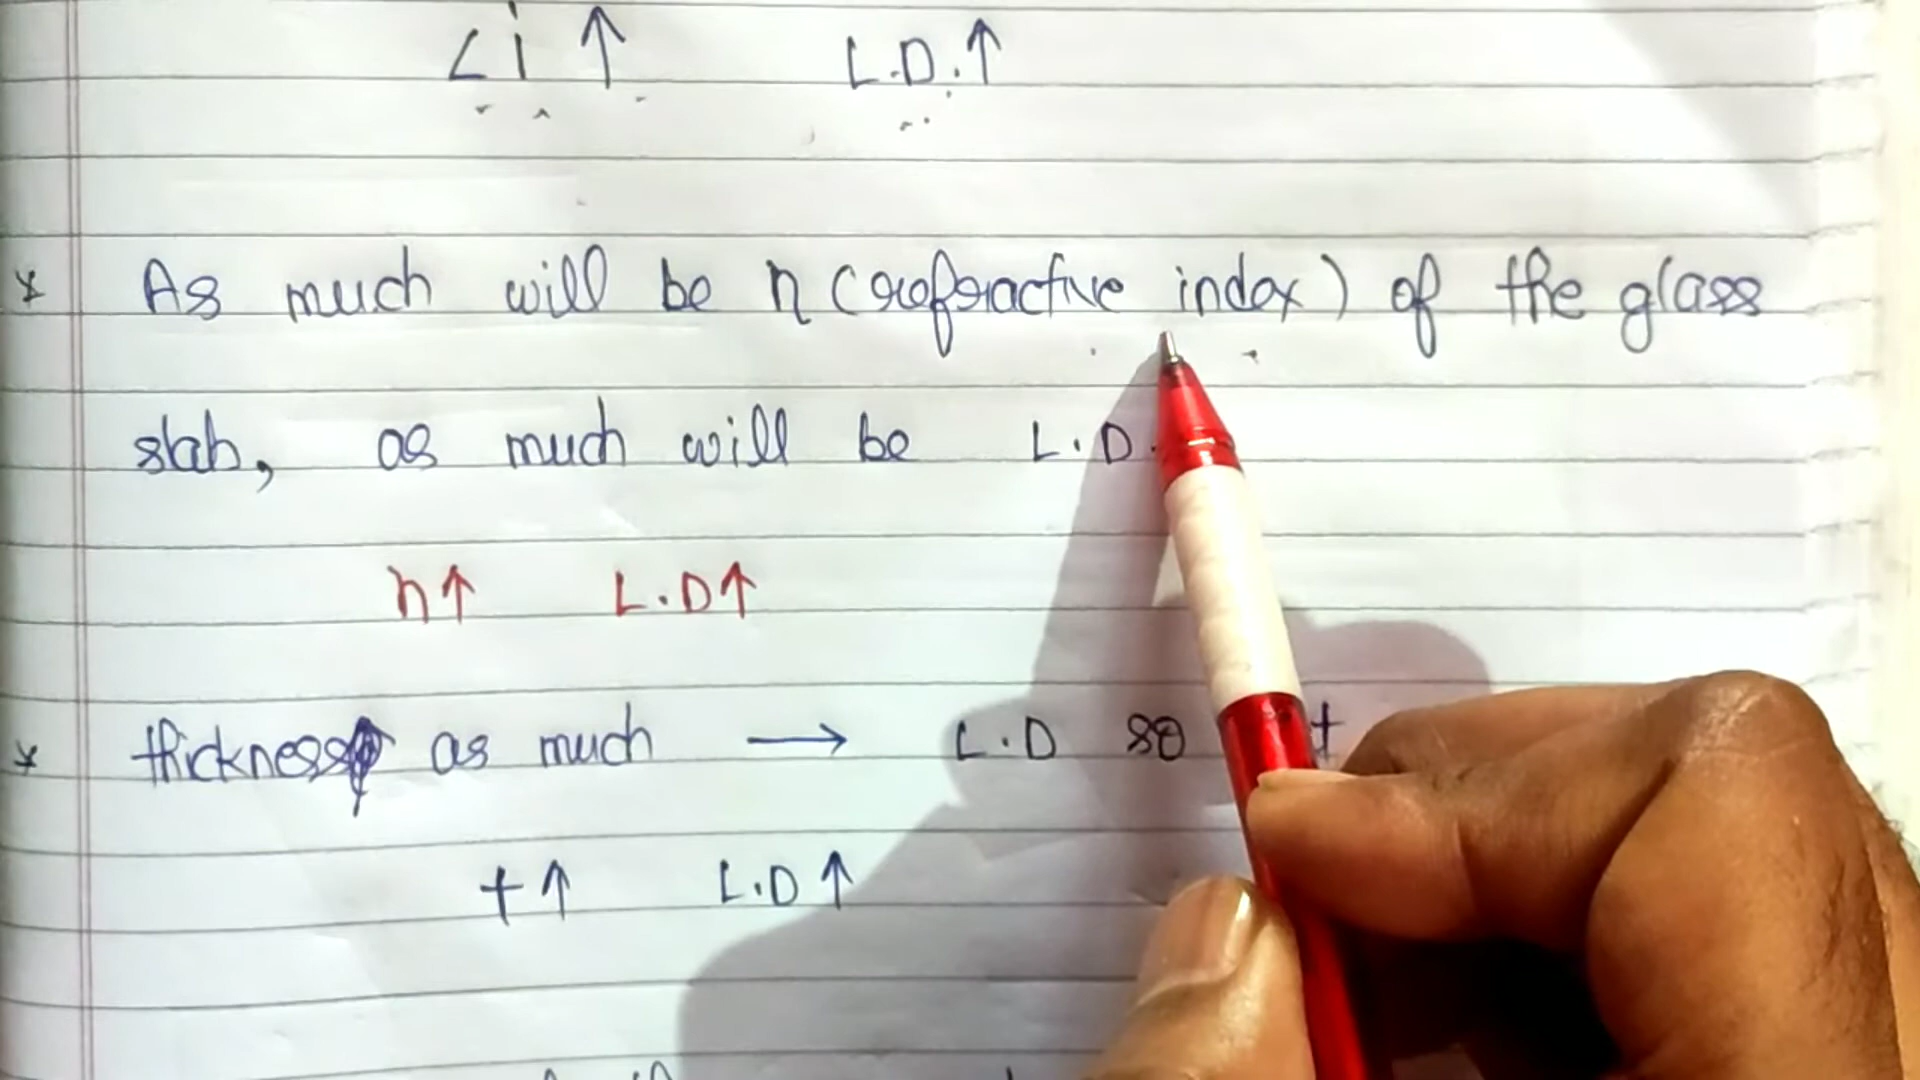 ∠i ↑ L.D. ↑
* As much will be n (refractive index) of the glass
slab, as much will be L.D.
n↑ L.D↑
* thickness as much → L.D so
t↑ L.D↑